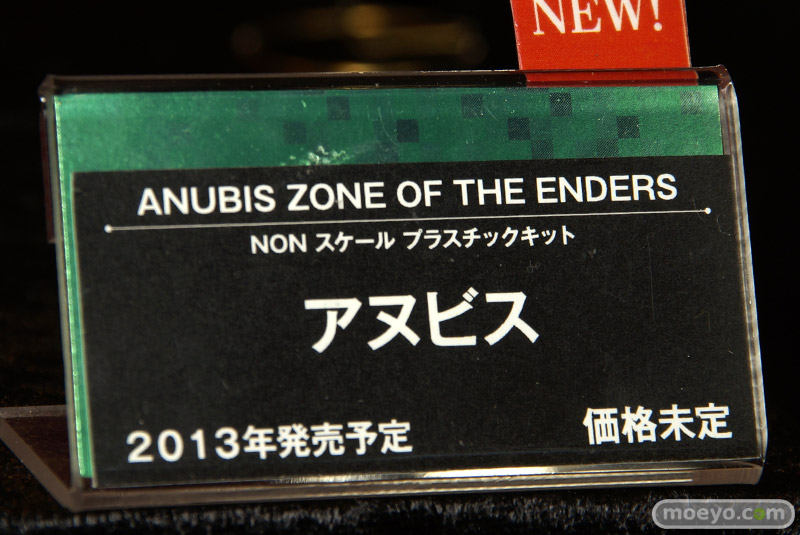 NEW!
ANUBIS ZONE OF THE ENDERS
NON スケール プラスチックキット
アヌビス
2013年発売予定
価格未定
moeyo.com